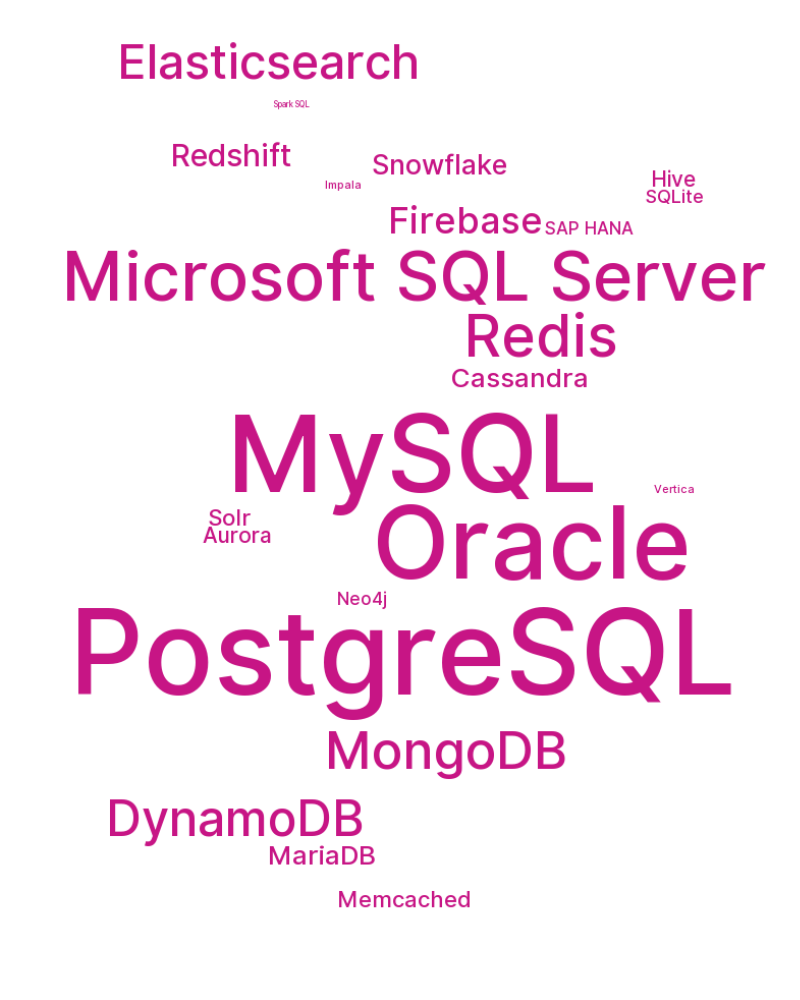 Elasticsearch
Spark SQL
Redshift
Snowflake
Impala
Hive
SQLite
Firebase
SAP HANA
Microsoft SQL Server
Redis
Cassandra
MySQL
Vertica
Oracle
Solr
Aurora
Neo4j
PostgreSQL
MongoDB
DynamoDB
MariaDB
Memcached